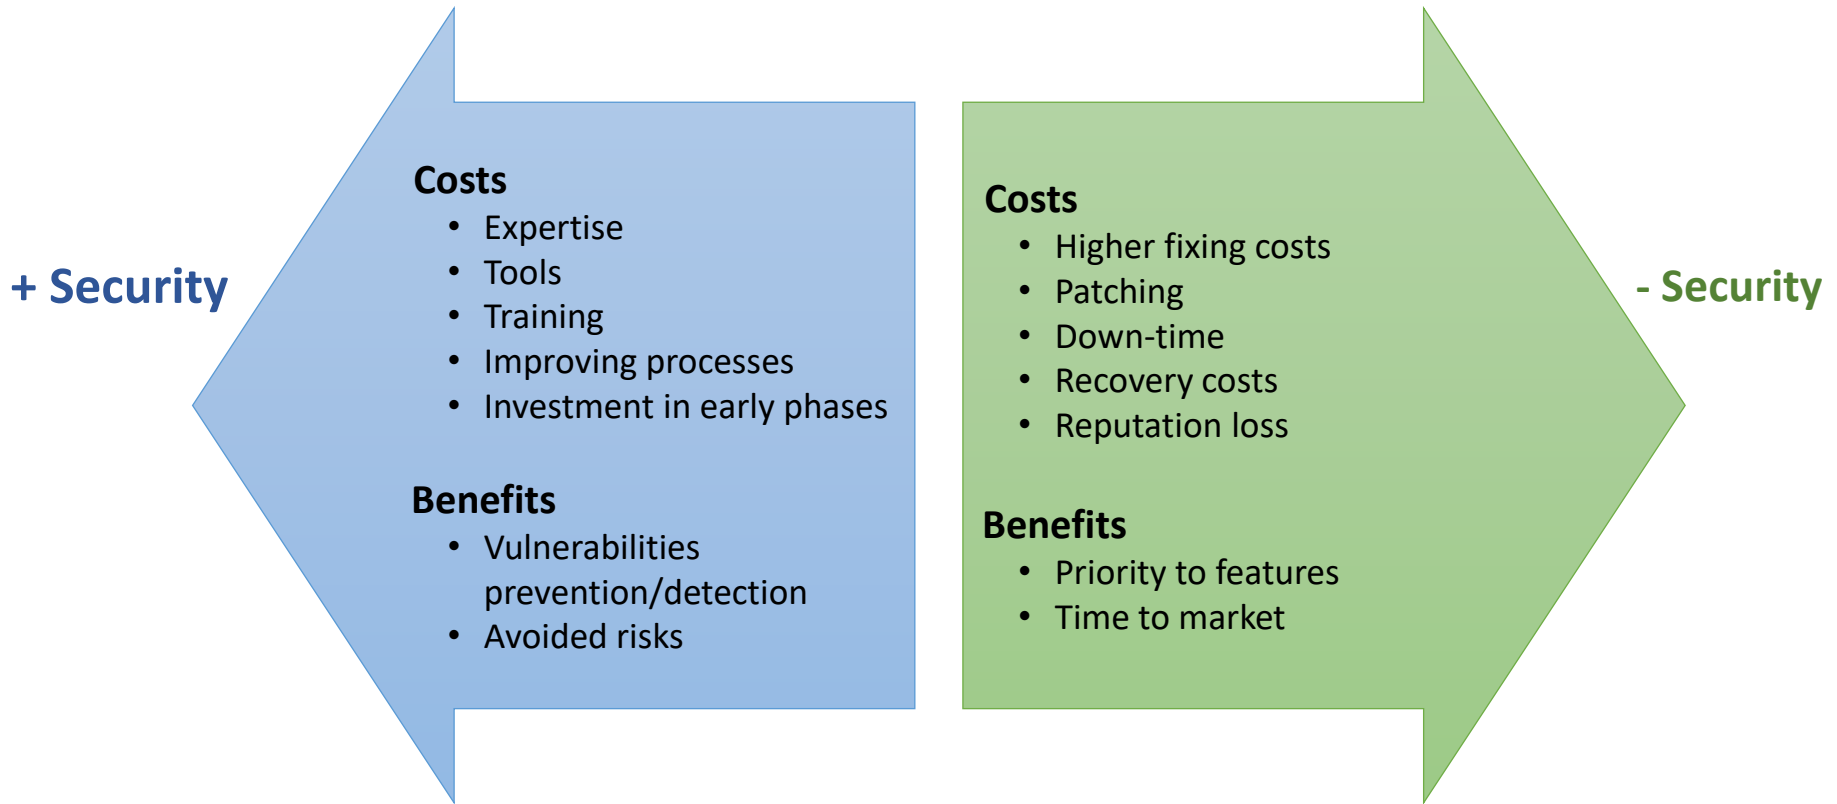 + Security
Costs
• Expertise
• Tools
• Training
• Improving processes
• Investment in early phases
Benefits
• Vulnerabilities
prevention/detection
• Avoided risks
Costs
• Higher fixing costs
• Patching
• Down-time
• Recovery costs
• Reputation loss
Benefits
• Priority to features
• Time to market
- Security